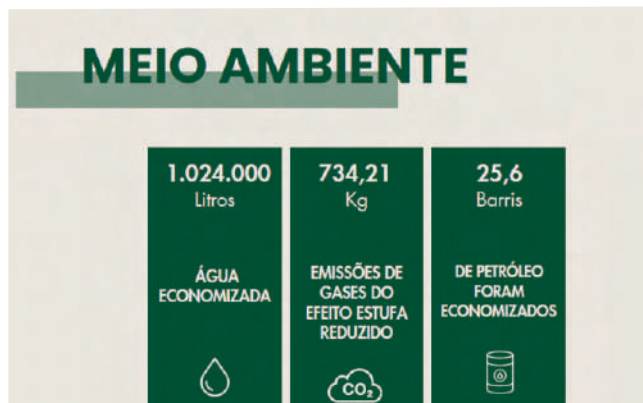 MEIO AMBIENTE
1.024.000
Litros
ÁGUA
ECONOMIZADA
734,21
Kg
EMISSÕES DE
GASES DO
EFEITO ESTUFA
REDUZIDO
CO₂
25,6
Barris
DE PETRÓLEO
FORAM
ECONOMIZADOS